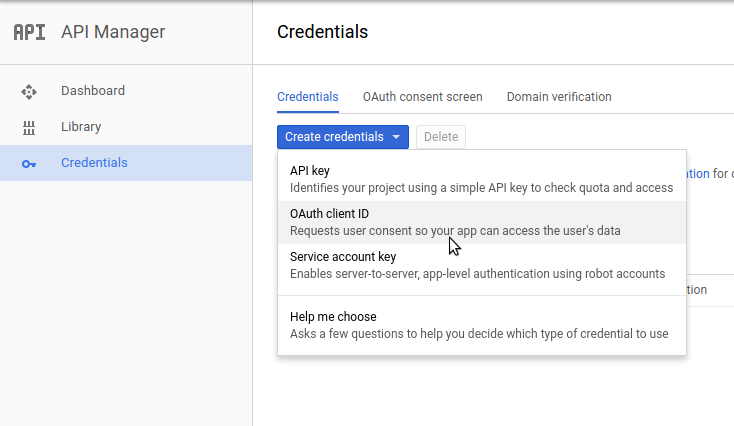 API API Manager
Credentials
Dashboard
Library
Credentials
Credentials OAuth consent screen Domain verification
Create credentials Delete
API key
Identifies your project using a simple API key to check quota and access
OAuth client ID
Requests user consent so your app can access the user's data
Service account key
Enables server-to-server, app-level authentication using robot accounts
Help me choose
Asks a few questions to help you decide which type of credential to use
for